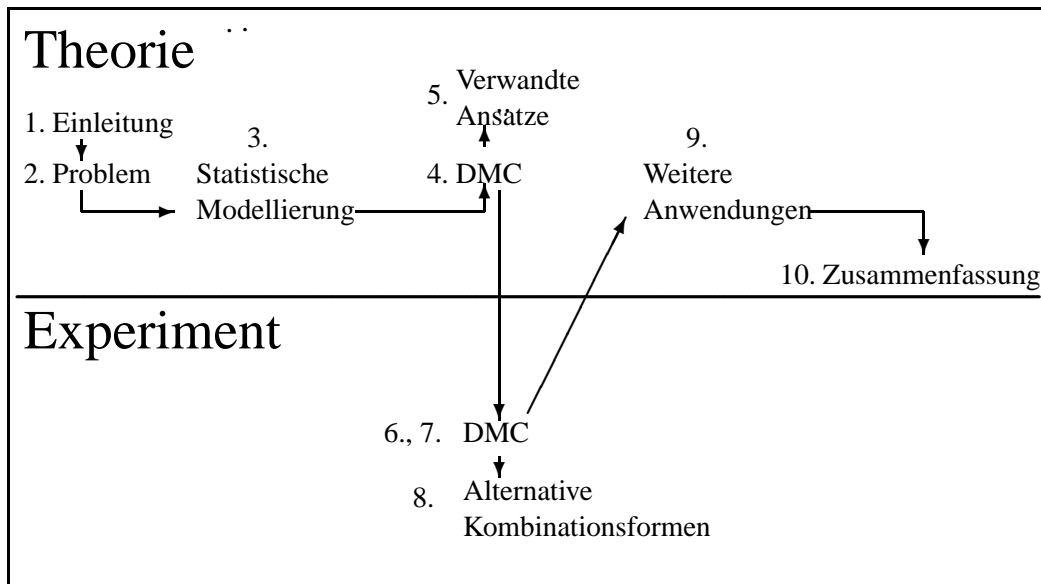 Theorie
5. Verwandte
Ansätze
1. Einleitung
2. Problem
3.
Statistische
Modellierung
4. DMC
9.
Weitere
Anwendungen
10. Zusammenfassung
Experiment
6., 7. DMC
8. Alternative
Kombinationsformen